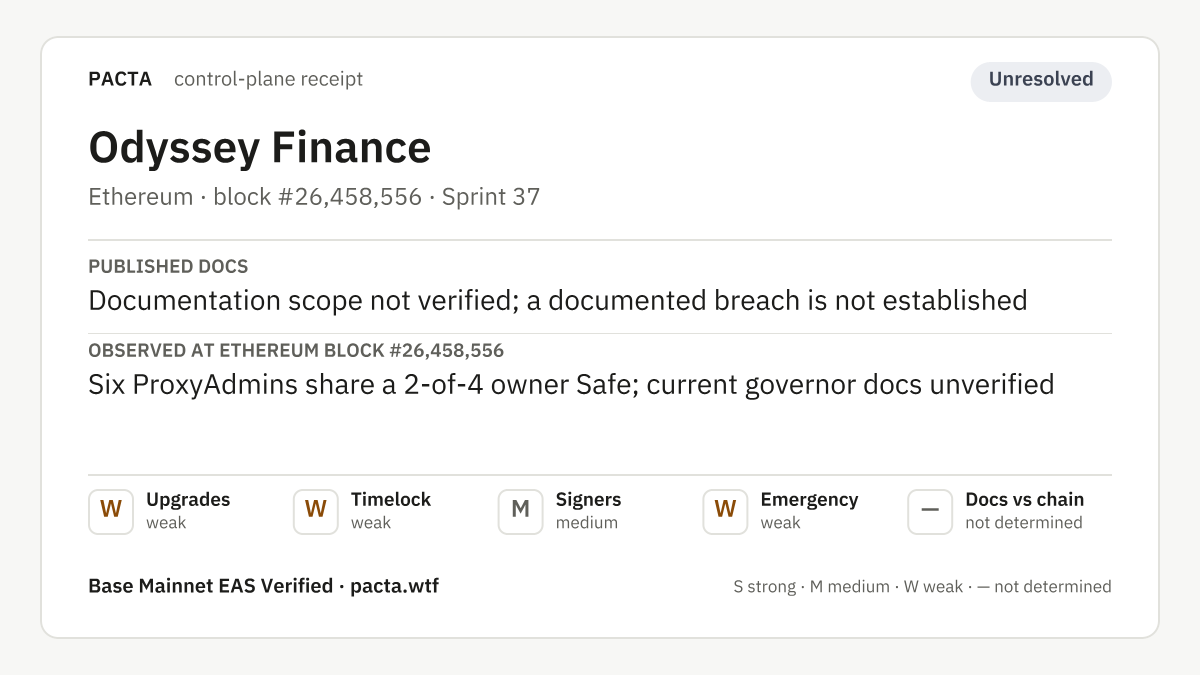 PACTA control-plane receipt
Unresolved
Odyssey Finance
Ethereum · block #26,458,556 · Sprint 37
PUBLISHED DOCS
Documentation scope not verified; a documented breach is not established
OBSERVED AT ETHEREUM BLOCK #26,458,556
Six ProxyAdmins share a 2-of-4 owner Safe; current governor docs unverified
W Upgrades
weak
W Timelock
weak
M Signers
medium
W Emergency
weak
— Docs vs chain
not determined
Base Mainnet EAS Verified · pacta.wtf
S strong · M medium · W weak · — not determined